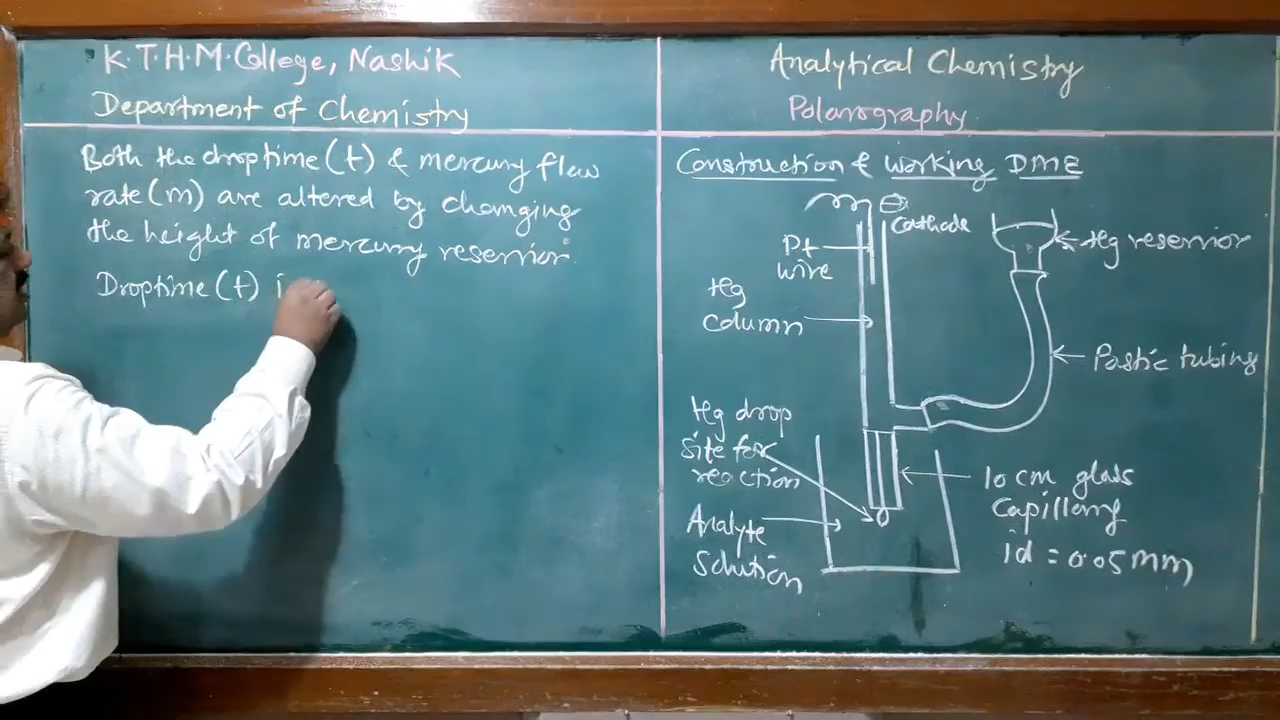 K.T.H.M. College, Nashik
Department of Chemistry
Both the droptime (t) & mercury flow
rate (m) are altered by changing
the height of mercury reservior.
Droptime (t) i
Analytical Chemistry
Polarography
Construction & working DME
⊖
Cathode
Pt
wire
Hg reservior
Hg
column
Pastic tubing
Hg drop
site for
reaction
10 cm glass
Capillary
id = 0.05 mm
Analyte
Solution